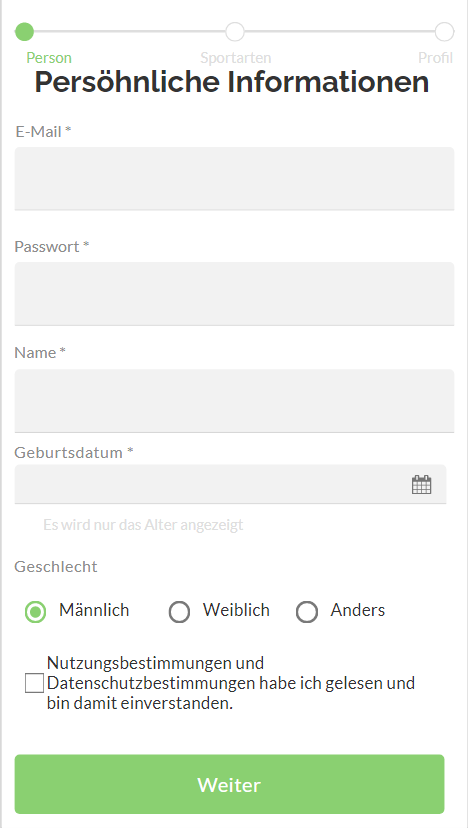 Person Sportarten Profil
Persöhnliche Informationen
E-Mail *
Passwort *
Name *
Geburtsdatum *
Es wird nur das Alter angezeigt
Geschlecht
Männlich Weiblich Anders
Nutzungsbestimmungen und
Datenschutzbestimmungen habe ich gelesen und
bin damit einverstanden.
Weiter